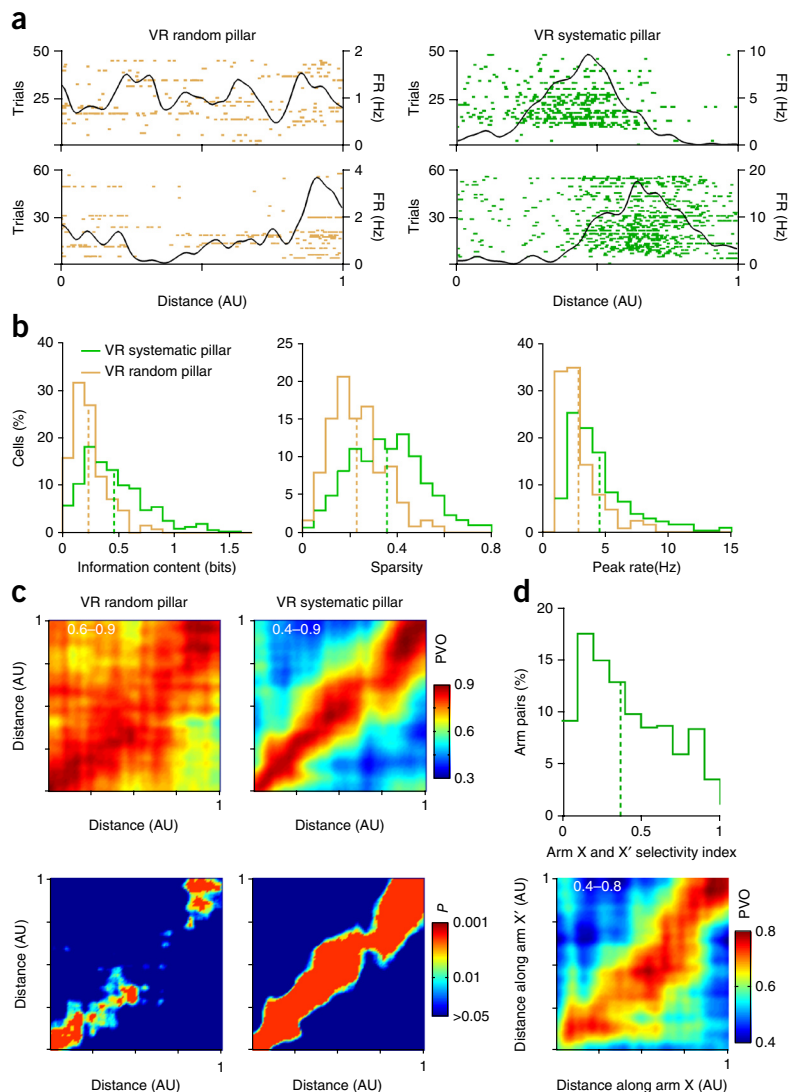 a
VR random pillar
VR systematic pillar
50
25
Trials
2
1
0
FR (Hz)
50
25
Trials
10
5
0
FR (Hz)
60
30
Trials
4
2
0
FR (Hz)
0
1
Distance (AU)
60
30
Trials
20
10
0
FR (Hz)
0
1
Distance (AU)
b
VR systematic pillar
VR random pillar
Cells (%)
40
30
20
10
0
0
0.5
1
1.5
Information content (bits)
25
20
15
10
5
0
0
0.4
0.8
Sparsity
40
30
20
10
0
0
5
10
15
Peak rate(Hz)
c
VR random pillar
VR systematic pillar
1
0.6–0.9
Distance (AU)
1
Distance (AU)
1
0.4–0.9
1
Distance (AU)
PVO
0.9
0.3
1
Distance (AU)
1
Distance (AU)
1
1
Distance (AU)
P
0.001
0.01
>0.05
d
20
15
10
5
0
Arm pairs (%)
0
0.5
1
Arm X and X′ selectivity index
1
0.4–0.8
Distance along arm X′ (AU)
1
Distance along arm X (AU)
PVO
0.8
0.4